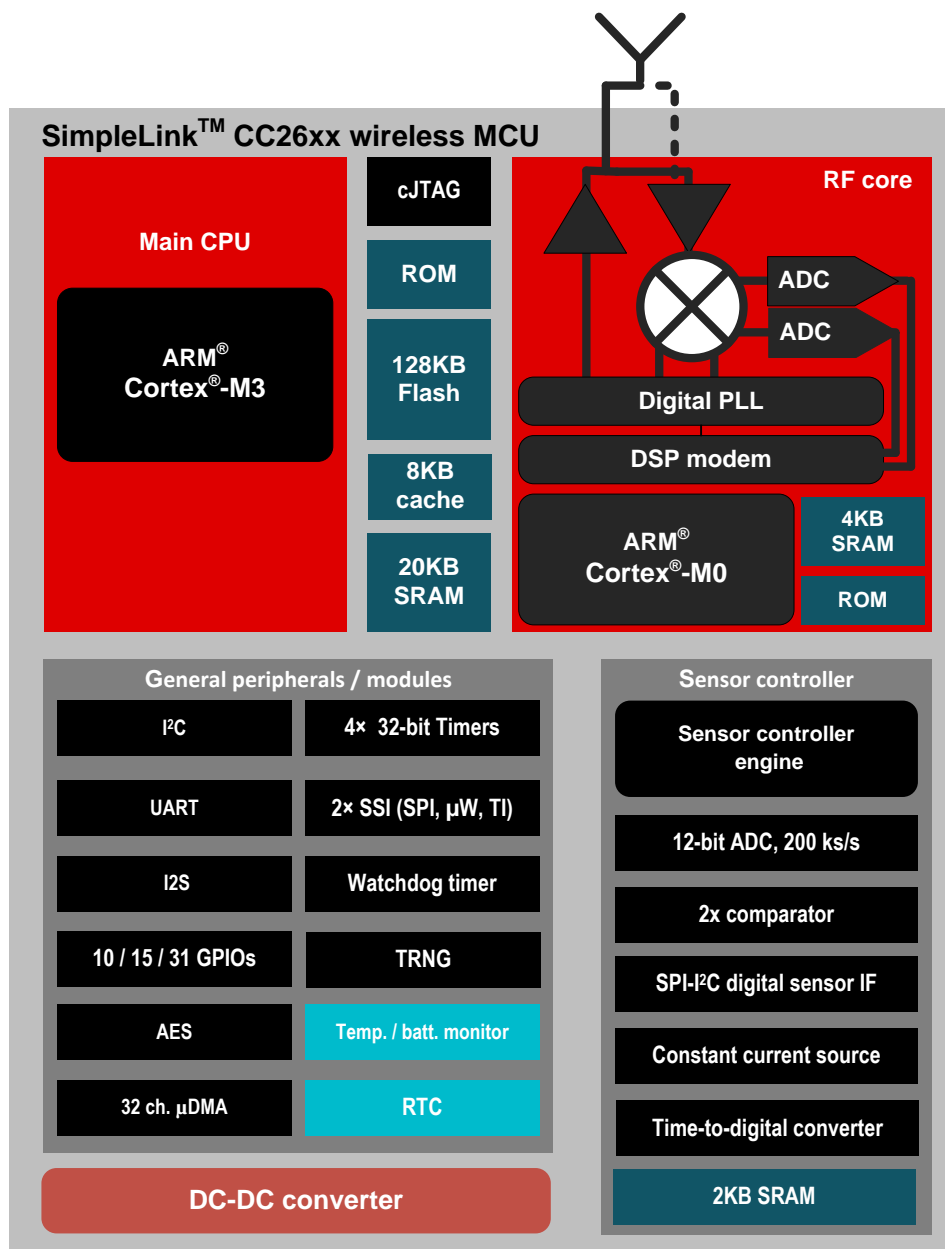 SimpleLink™ CC26xx wireless MCU
Main CPU
ARM®
Cortex®-M3
cJTAG
ROM
128KB
Flash
8KB
cache
20KB
SRAM
RF core
ADC
ADC
Digital PLL
DSP modem
ARM®
Cortex®-M0
4KB
SRAM
ROM
General peripherals / modules
I²C
4× 32-bit Timers
UART
2× SSI (SPI, µW, TI)
I2S
Watchdog timer
10 / 15 / 31 GPIOs
TRNG
AES
Temp. / batt. monitor
32 ch. µDMA
RTC
DC-DC converter
Sensor controller
Sensor controller
engine
12-bit ADC, 200 ks/s
2x comparator
SPI-I²C digital sensor IF
Constant current source
Time-to-digital converter
2KB SRAM